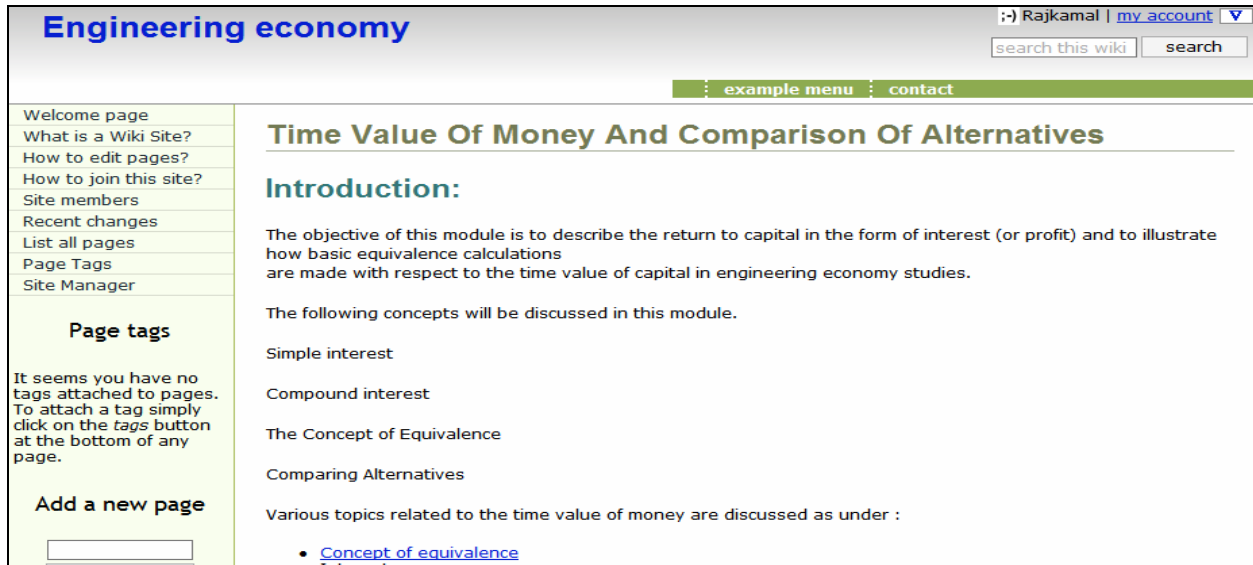 Engineering economy
;-) Rajkamal | my account
search this wiki search
example menu contact
Welcome page
What is a Wiki Site?
How to edit pages?
How to join this site?
Site members
Recent changes
List all pages
Page Tags
Site Manager
Page tags
It seems you have no
tags attached to pages.
To attach a tag simply
click on the tags button
at the bottom of any
page.
Add a new page
Time Value Of Money And Comparison Of Alternatives
Introduction:
The objective of this module is to describe the return to capital in the form of interest (or profit) and to illustrate
how basic equivalence calculations
are made with respect to the time value of capital in engineering economy studies.
The following concepts will be discussed in this module.
Simple interest
Compound interest
The Concept of Equivalence
Comparing Alternatives
Various topics related to the time value of money are discussed as under :
• Concept of equivalence